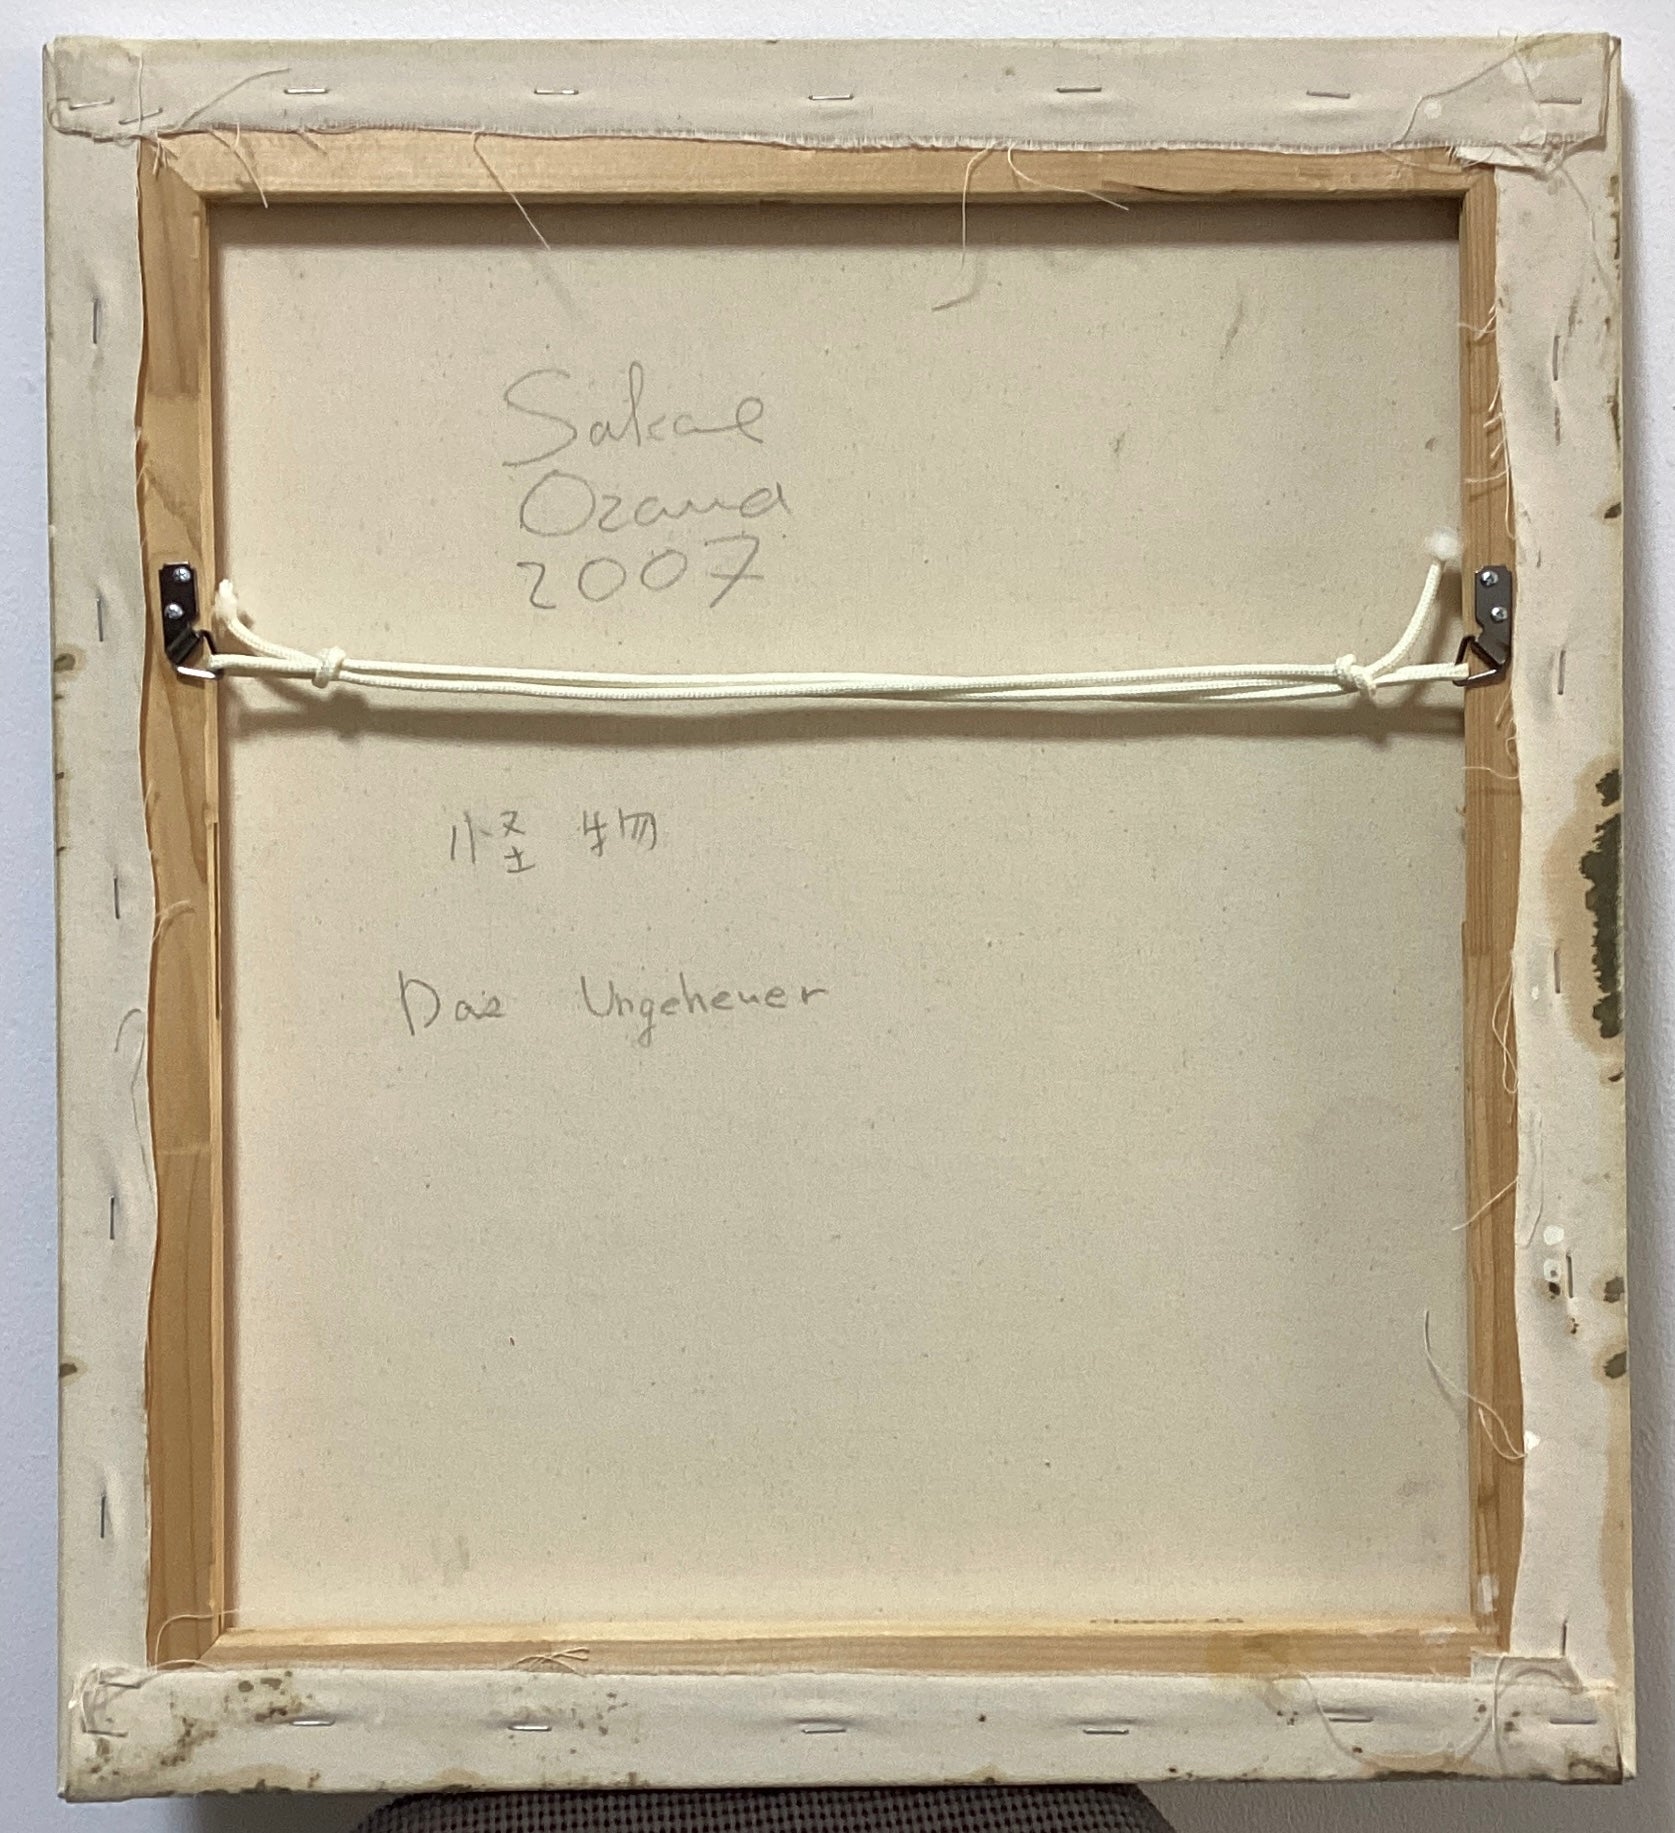 Sakae
Ozawa
2007
怪物
Das Ungeheuer